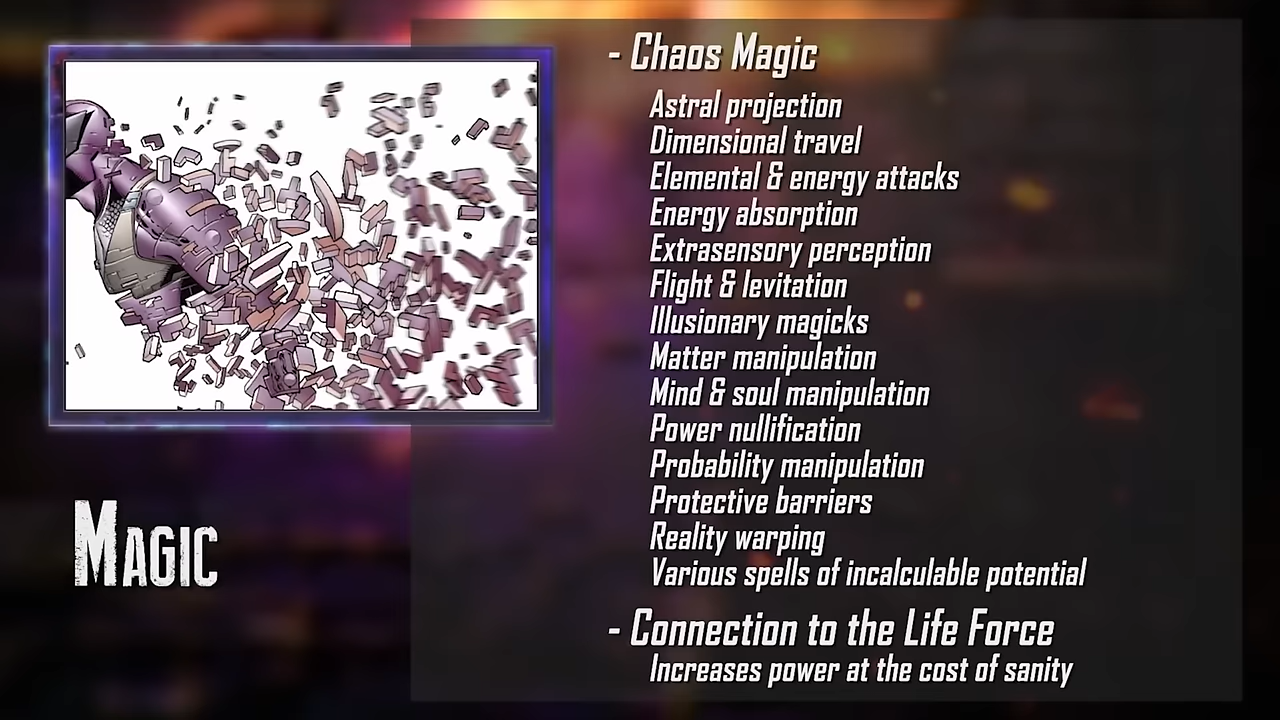 - Chaos Magic
Astral projection
Dimensional travel
Elemental & energy attacks
Energy absorption
Extrasensory perception
Flight & levitation
Illusionary magicks
Matter manipulation
Mind & soul manipulation
Power nullification
Probability manipulation
Protective barriers
Reality warping
Various spells of incalculable potential
- Connection to the Life Force
Increases power at the cost of sanity
Magic